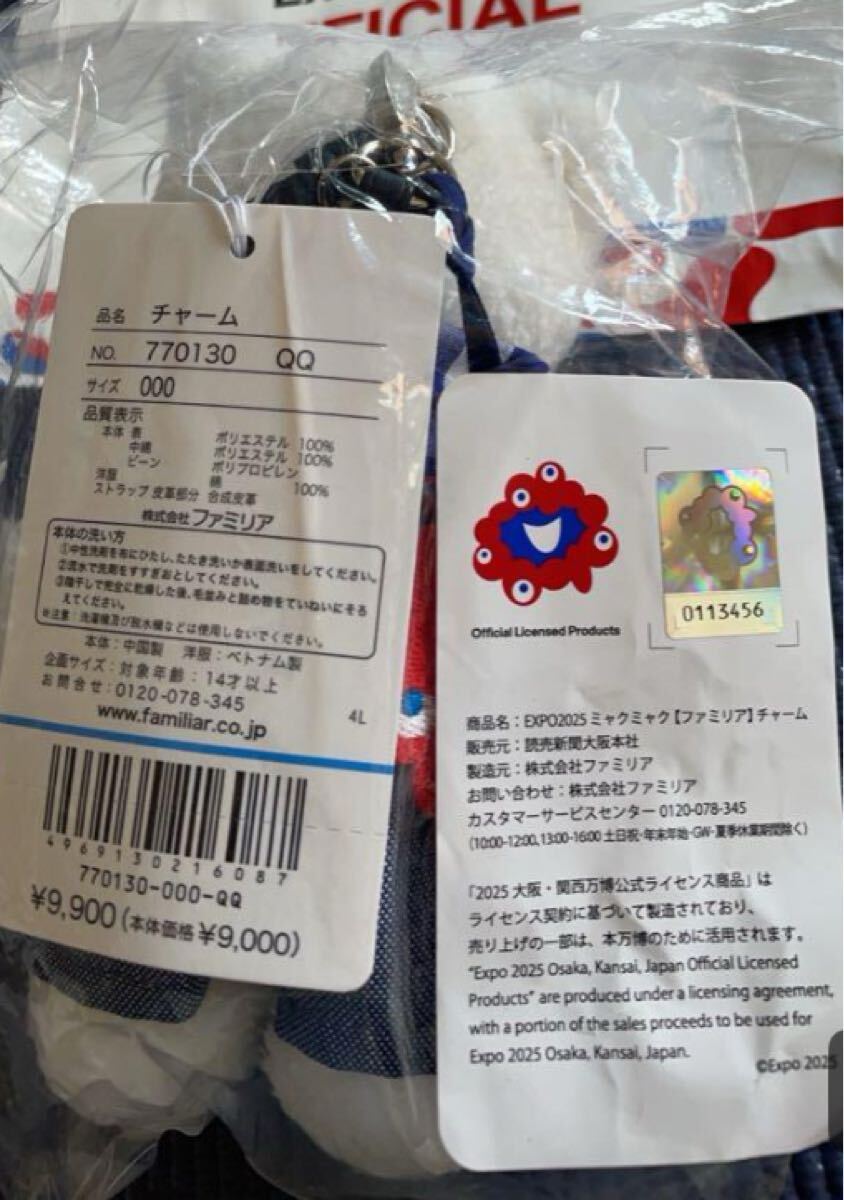 OFFICIAL
品名 チャーム
NO. 770130 QQ
サイズ 000
品質表示
本体 表 ポリエステル 100%
中綿 ポリエステル 100%
ビーン ポリプロピレン
洋服 綿 100%
ストラップ 皮革部分 合成皮革
株式会社ファミリア
本体の洗い方
①中性洗剤を布にひたし、たたき洗いか表面洗いをしてください。
②流水で洗剤をすすぎおとしてください。
③陰干しで完全に乾燥した後、毛並みと詰め物をていねいにそろ
えてください。
※注意：洗濯機及び脱水機などは使用しないでください。
本体：中国製 洋服：ベトナム製
企画サイズ：対象年齢：14才以上
お問合せ：0120-078-345
www.familiar.co.jp
4L
4969130216087
770130-000-QQ
¥9,900 (本体価格 ¥9,000)
Official Licensed Products
0113456
商品名：EXPO2025 ミャクミャク【ファミリア】チャーム
販売元：読売新聞大阪本社
製造元：株式会社ファミリア
お問い合わせ：株式会社ファミリア
カスタマーサービスセンター 0120-078-345
（10:00-12:00、13:00-16:00 土日祝・年末年始・GW・夏季休業期間除く）
「2025 大阪・関西万博公式ライセンス商品」は
ライセンス契約に基づいて製造されており、
売り上げの一部は、本万博のために活用されます。
"Expo 2025 Osaka, Kansai, Japan Official Licensed
Products" are produced under a licensing agreement,
with a portion of the sales proceeds to be used for
Expo 2025 Osaka, Kansai, Japan.
©Expo 2025